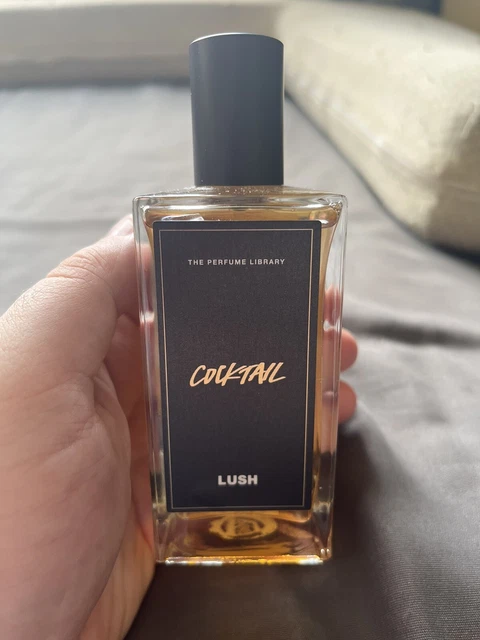 THE PERFUME LIBRARY
COCKTAIL
LUSH